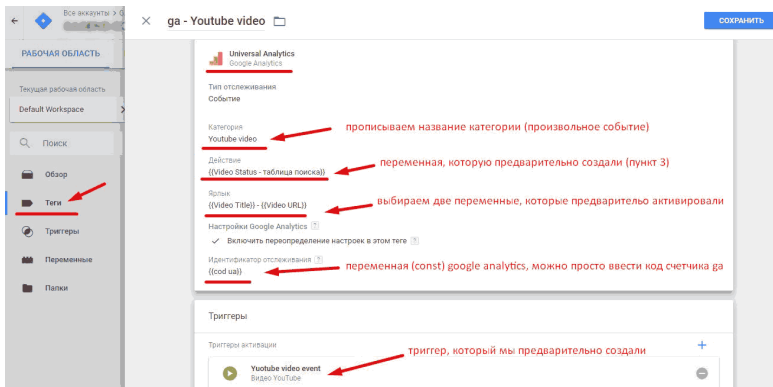 Все аккаунты >
ga - Youtube video
СОХРАНИТЬ
РАБОЧАЯ ОБЛАСТЬ
Текущая рабочая область
Default Workspace
Поиск
Обзор
Теги
Триггеры
Переменные
Папки
Universal Analytics
Google Analytics
Тип отслеживания
Событие
Категория
Youtube video
прописываем название категории (произвольное событие)
Действие
{{Video Status - таблица поиска}}
переменная, которую предварительно создали (пункт 3)
Ярлык
{{Video Title}} - {{Video URL}}
выбираем две переменные, которые предварительо активировали
Настройки Google Analytics ?
Включить переопределение настроек в этом теге ?
Идентификатор отслеживания ?
{{cod ua}}
переменная (const) google analytics, можно просто ввести код счетчика ga
Триггеры
Триггеры активации
триггер, который мы предварительно создали
Yuotube video event
Видео YouTube